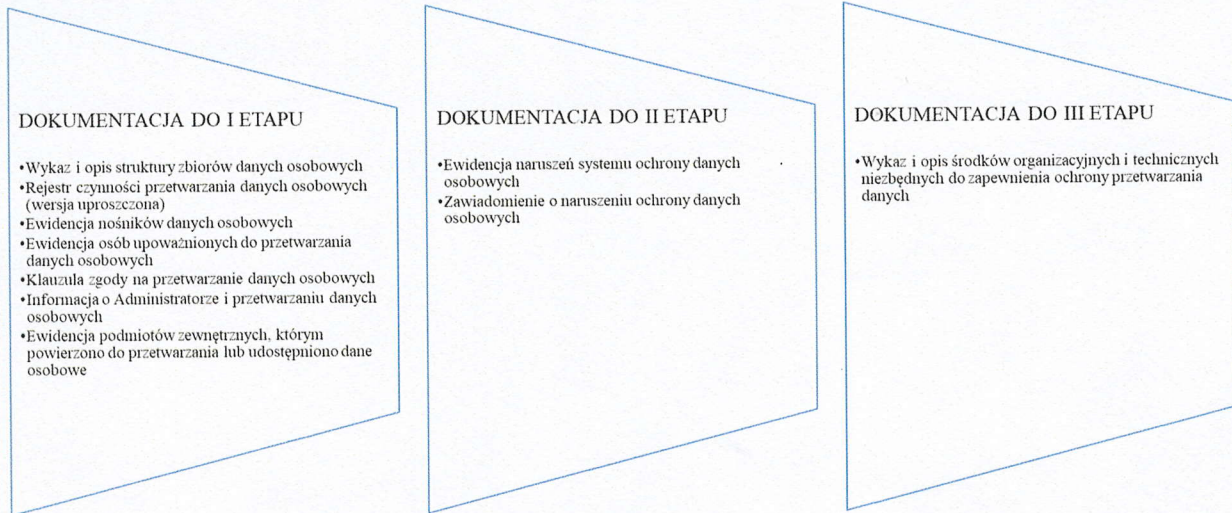 DOKUMENTACJA DO I ETAPU
•Wykaz i opis struktury zbiorów danych osobowych
•Rejestr czynności przetwarzania danych osobowych
(wersja uproszczona)
•Ewidencja nośników danych osobowych
•Ewidencja osób upoważnionych do przetwarzania
danych osobowych
•Klauzula zgody na przetwarzanie danych osobowych
•Informacja o Administratorze i przetwarzaniu danych
osobowych
•Ewidencja podmiotów zewnętrznych, którym
powierzono do przetwarzania lub udostępniono dane
osobowe
DOKUMENTACJA DO II ETAPU
•Ewidencja naruszeń systemu ochrony danych
osobowych
•Zawiadomienie o naruszeniu ochrony danych
osobowych
DOKUMENTACJA DO III ETAPU
•Wykaz i opis środków organizacyjnych i technicznych
niezbędnych do zapewnienia ochrony przetwarzania
danych